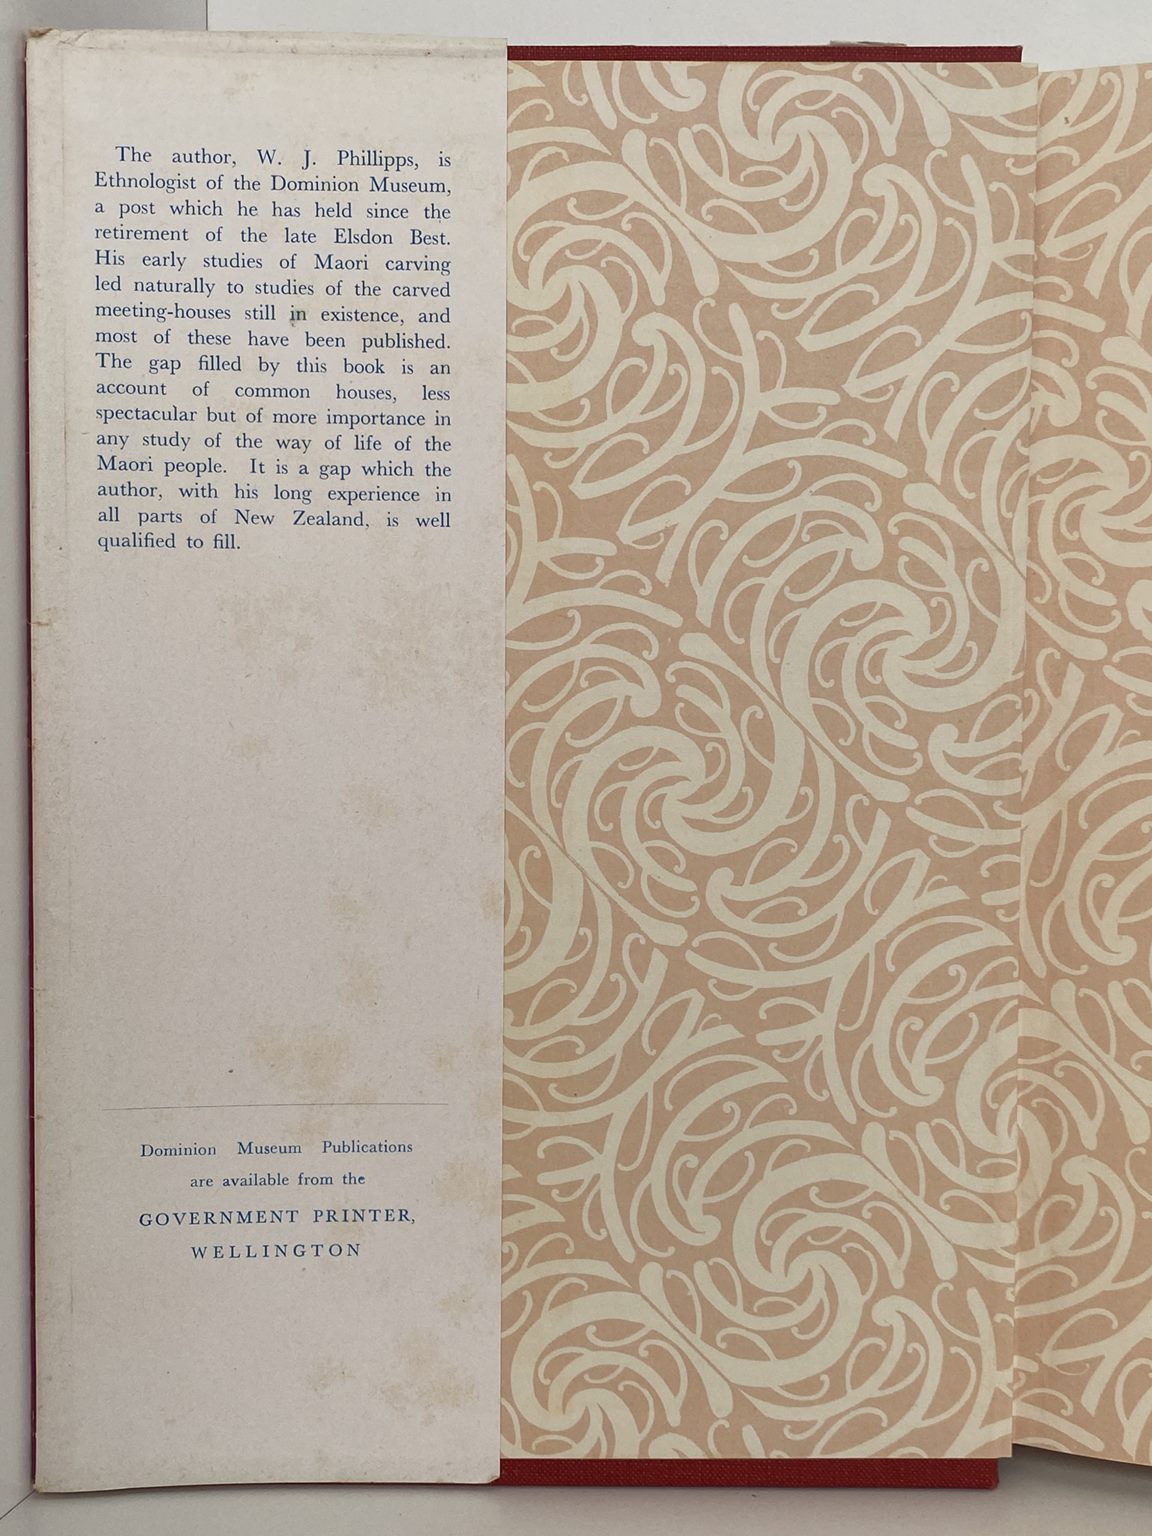 The author, W. J. Phillipps, is
Ethnologist of the Dominion Museum,
a post which he has held since the
retirement of the late Elsdon Best.
His early studies of Maori carving
led naturally to studies of the carved
meeting-houses still in existence, and
most of these have been published.
The gap filled by this book is an
account of common houses, less
spectacular but of more importance in
any study of the way of life of the
Maori people. It is a gap which the
author, with his long experience in
all parts of New Zealand, is well
qualified to fill.
Dominion Museum Publications
are available from the
GOVERNMENT PRINTER,
WELLINGTON